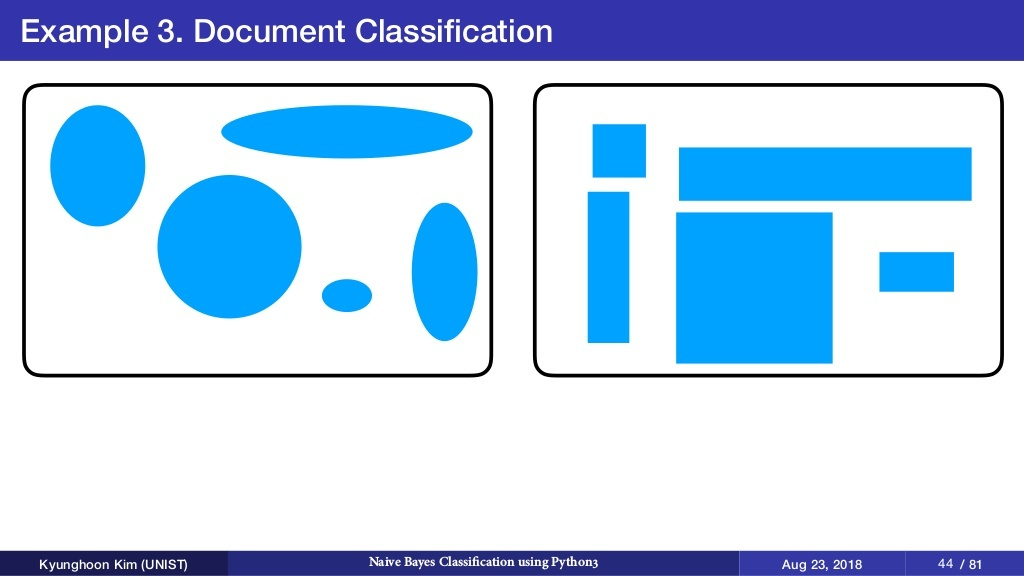 Example 3. Document Classification
Kyunghoon Kim (UNIST)
Naive Bayes Classification using Python3
Aug 23, 2018
44 / 81